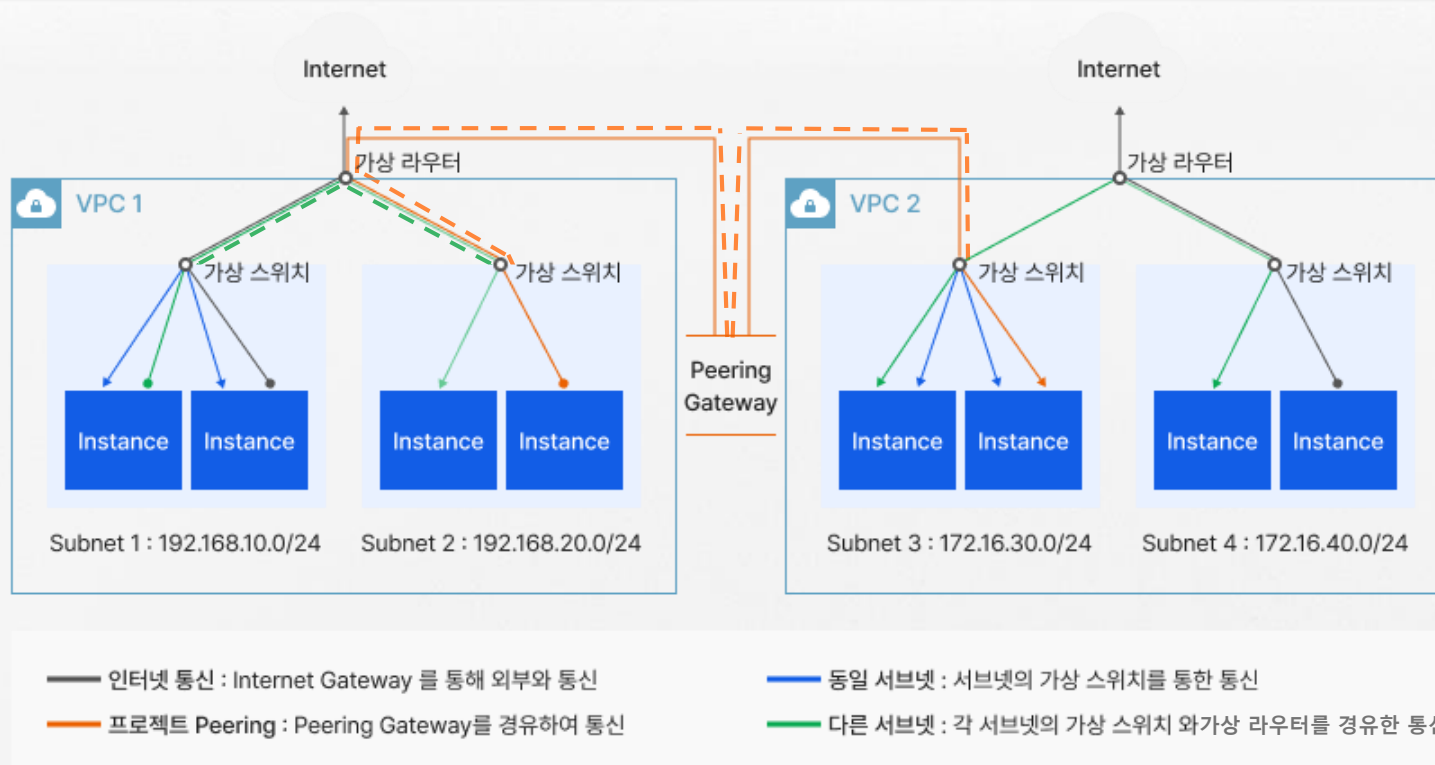 Internet
Internet
가상 라우터
가상 라우터
VPC 1
VPC 2
가상 스위치
가상 스위치
가상 스위치
가상 스위치
Peering
Gateway
Instance
Instance
Instance
Instance
Instance
Instance
Instance
Instance
Subnet 1 : 192.168.10.0/24
Subnet 2 : 192.168.20.0/24
Subnet 3 : 172.16.30.0/24
Subnet 4 : 172.16.40.0/24
인터넷 통신 : Internet Gateway 를 통해 외부와 통신
동일 서브넷 : 서브넷의 가상 스위치를 통한 통신
프로젝트 Peering : Peering Gateway를 경유하여 통신
다른 서브넷 : 각 서브넷의 가상 스위치 와가상 라우터를 경유한 통신